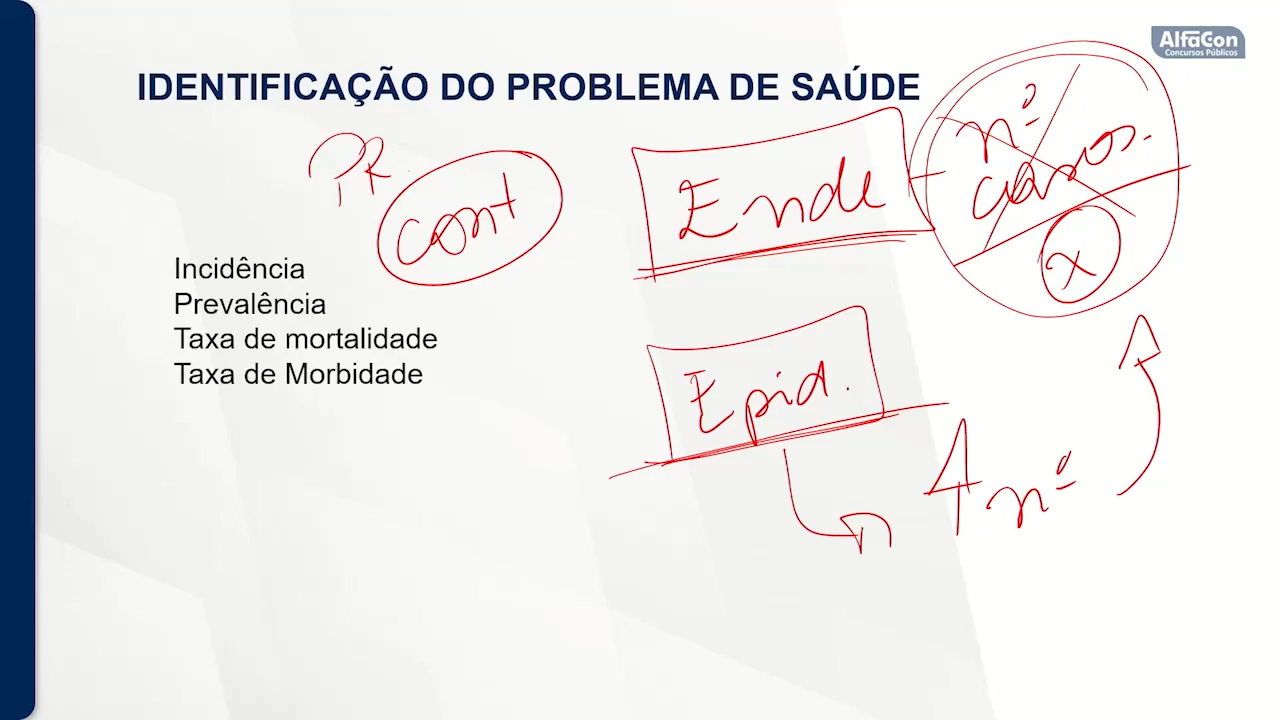 AlfaCon
Concursos Públicos
IDENTIFICAÇÃO DO PROBLEMA DE SAÚDE
PR
cont
Ende
nº
casos.
x
Incidência
Prevalência
Taxa de mortalidade
Taxa de Morbidade
Epid.
nº